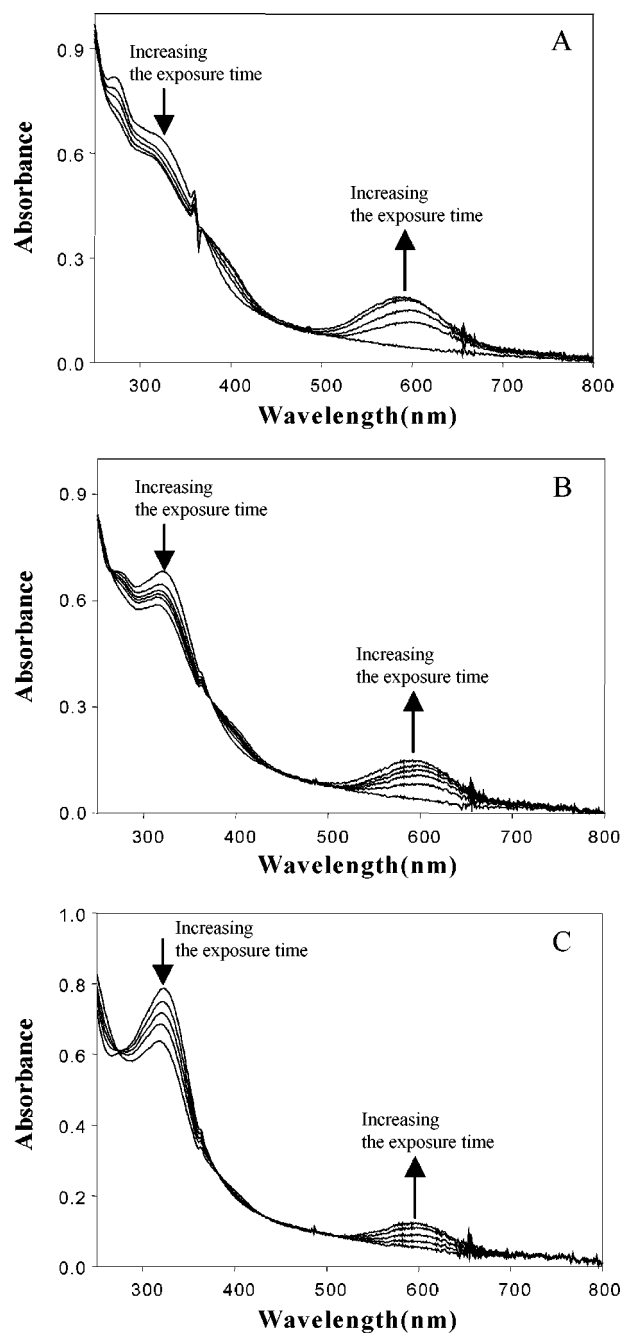 A
Increasing
the exposure time
Increasing
the exposure time
Absorbance
0.9
0.6
0.3
0.0
300 400 500 600 700 800
Wavelength(nm)
B
Increasing
the exposure time
Increasing
the exposure time
Absorbance
0.9
0.6
0.3
0.0
300 400 500 600 700 800
Wavelength(nm)
C
Increasing
the exposure time
Increasing
the exposure time
Absorbance
1.0
0.8
0.6
0.4
0.2
0.0
300 400 500 600 700 800
Wavelength(nm)